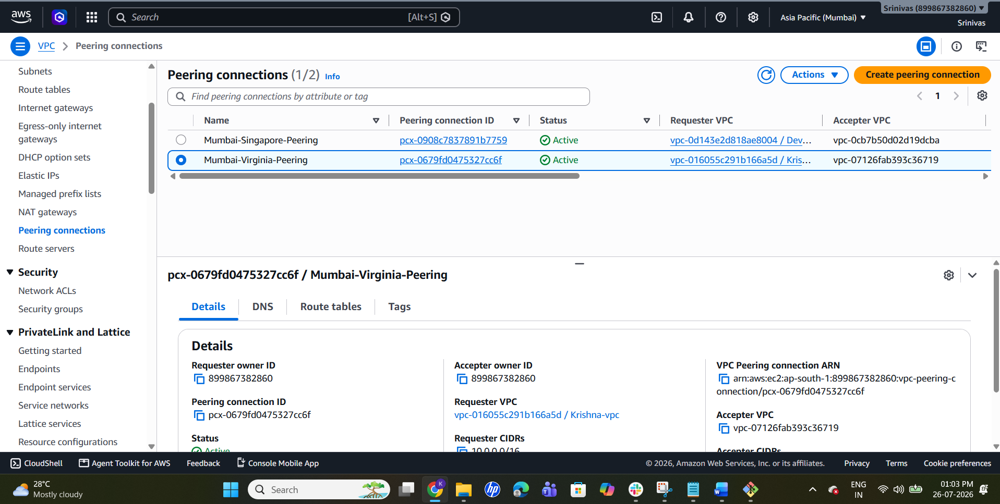 aws
Search
[Alt+S]
Asia Pacific (Mumbai)
Srinivas (899867382860)
Srinivas
VPC
Peering connections
Subnets
Route tables
Internet gateways
Egress-only internet
gateways
DHCP option sets
Elastic IPs
Managed prefix lists
NAT gateways
Peering connections
Route servers
Security
Network ACLs
Security groups
PrivateLink and Lattice
Getting started
Endpoints
Endpoint services
Service networks
Lattice services
Resource configurations
Peering connections (1/2) Info
Actions
Create peering connection
Find peering connections by attribute or tag
1
Name Peering connection ID Status Requester VPC Accepter VPC
Mumbai-Singapore-Peering pcx-0908c7837891b7759 Active vpc-0d143e2d818ae8004 / Dev... vpc-0cb7b50d02d19dcba
Mumbai-Virginia-Peering pcx-0679fd0475327cc6f Active vpc-016055c291b166a5d / Kris... vpc-07126fab393c36719
pcx-0679fd0475327cc6f / Mumbai-Virginia-Peering
Details DNS Route tables Tags
Details
Requester owner ID
899867382860
Peering connection ID
pcx-0679fd0475327cc6f
Status
Active
Accepter owner ID
899867382860
Requester VPC
vpc-016055c291b166a5d / Krishna-vpc
Requester CIDRs
10.0.0.0/16
VPC Peering connection ARN
arn:aws:ec2:ap-south-1:899867382860:vpc-peering-c
onnection/pcx-0679fd0475327cc6f
Accepter VPC
vpc-07126fab393c36719
Accepter CIDRs
CloudShell Agent Toolkit for AWS Feedback Console Mobile App
© 2026, Amazon Web Services, Inc. or its affiliates. Privacy Terms Cookie preferences
28°C
Mostly cloudy
Search
K
hp
T
W
ENG
IN
01:03 PM
26-07-2026